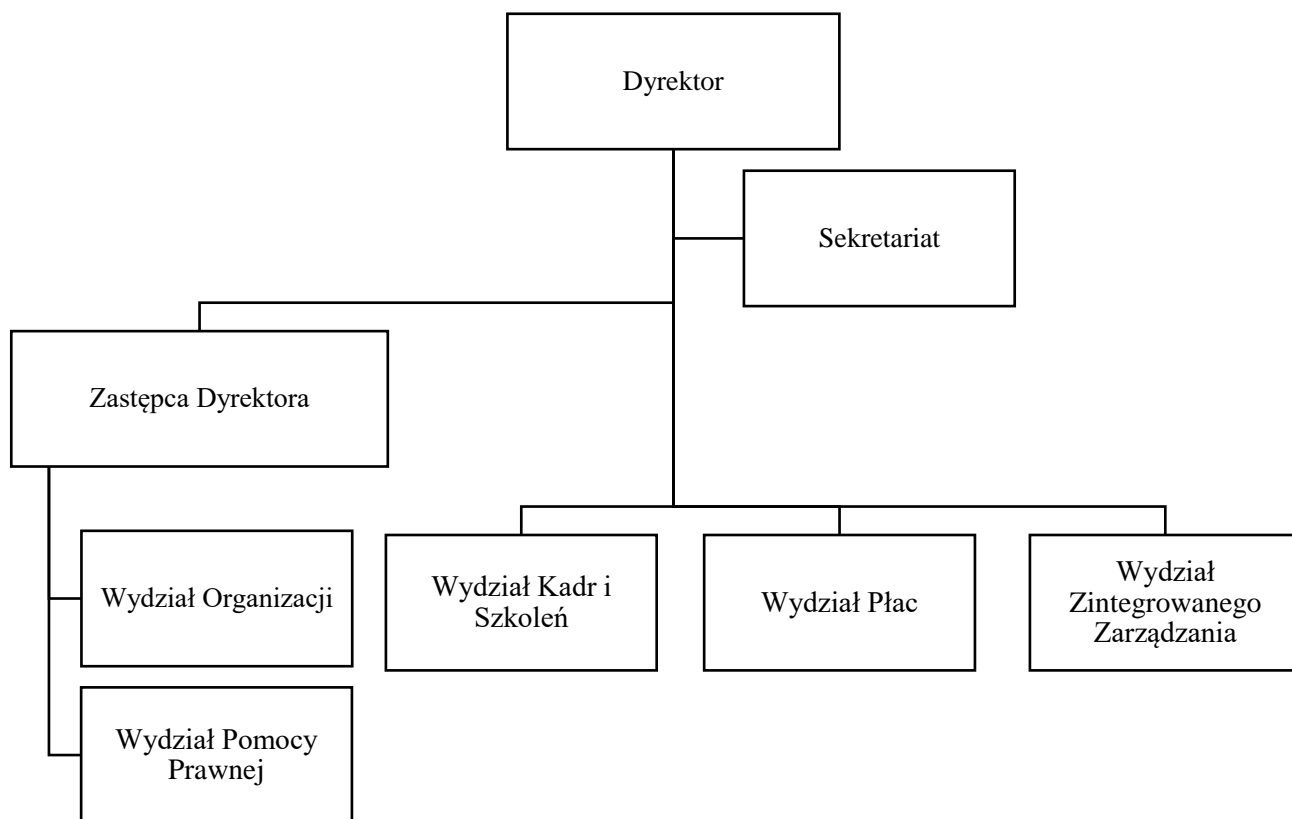 Dyrektor
Sekretariat
Zastępca Dyrektora
Wydział Organizacji
Wydział Kadr i
Szkoleń
Wydział Płac
Wydział
Zintegrowanego
Zarządzania
Wydział Pomocy
Prawnej